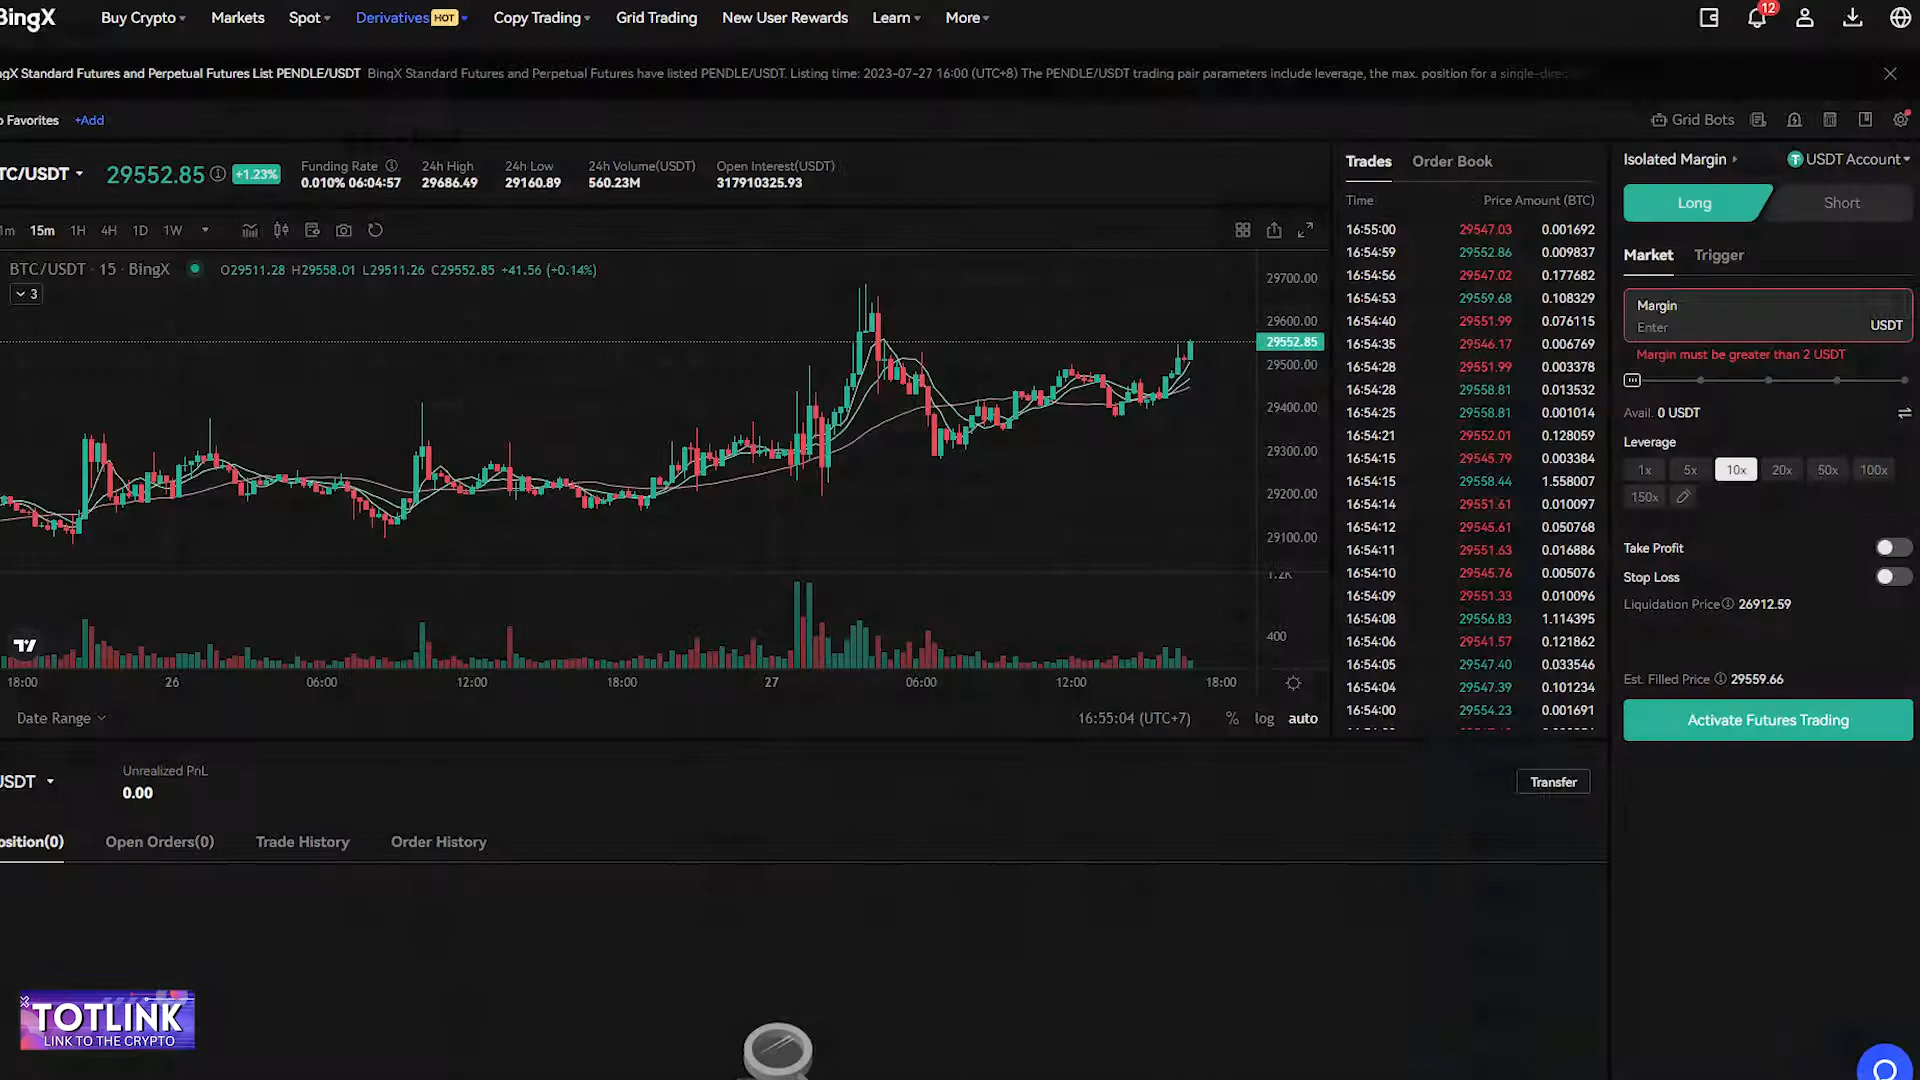 BingX Buy Crypto Markets Spot Derivatives HOT Copy Trading Grid Trading New User Rewards Learn More 12
gX Standard Futures and Perpetual Futures List PENDLE/USDT BingX Standard Futures and Perpetual Futures have listed PENDLE/USDT. Listing time: 2023-07-27 16:00 (UTC+8) The PENDLE/USDT trading pair parameters include leverage, the max. position for a single-direc
o Favorites +Add Grid Bots
TC/USDT 29552.85 +1.23%
Funding Rate 24h High 24h Low 24h Volume(USDT) Open Interest(USDT)
0.010% 06:04:57 29686.49 29160.89 560.23M 317910325.93
1m 15m 1H 4H 1D 1W
BTC/USDT · 15 · BingX O29511.28 H29558.01 L29511.26 C29552.85 +41.56 (+0.14%)
3
29700.00
29600.00
29552.85
29500.00
29400.00
29300.00
29200.00
29100.00
1.2K
400
18:00 26 06:00 12:00 18:00 27 06:00 12:00 18:00
Date Range 16:55:04 (UTC+7) % log auto
Trades Order Book
Time Price Amount (BTC)
16:55:00 29547.03 0.001692
16:54:59 29552.86 0.009837
16:54:56 29547.02 0.177682
16:54:53 29559.68 0.108329
16:54:40 29551.99 0.076115
16:54:35 29546.17 0.006769
16:54:28 29551.99 0.003378
16:54:28 29558.81 0.013532
16:54:25 29558.81 0.001014
16:54:21 29552.01 0.128059
16:54:15 29545.79 0.003384
16:54:15 29558.44 1.558007
16:54:14 29551.61 0.010097
16:54:12 29545.61 0.050768
16:54:11 29551.63 0.016886
16:54:10 29545.76 0.005076
16:54:09 29551.33 0.010096
16:54:08 29556.83 1.114395
16:54:06 29541.57 0.121862
16:54:05 29547.40 0.033546
16:54:04 29547.39 0.101234
16:54:00 29554.23 0.001691
Isolated Margin USDT Account
Long Short
Market Trigger
Margin
Enter USDT
Margin must be greater than 2 USDT
Avail. 0 USDT
Leverage
1x 5x 10x 20x 50x 100x
150x
Take Profit
Stop Loss
Liquidation Price 26912.59
Est. Filled Price 29559.66
Activate Futures Trading
USDT Unrealized PnL
0.00
Transfer
osition(0) Open Orders(0) Trade History Order History
TOTLINK
LINK TO THE CRYPTO